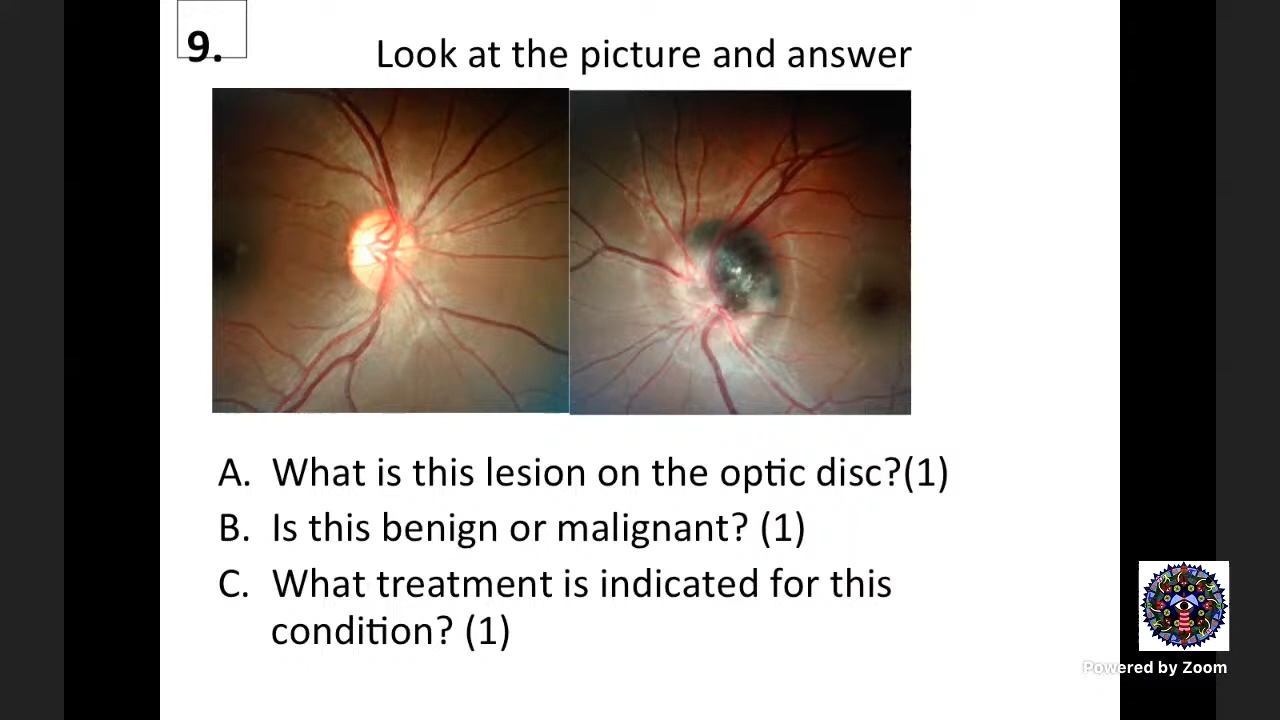 9.
Look at the picture and answer
A. What is this lesion on the optic disc?(1)
B. Is this benign or malignant? (1)
C. What treatment is indicated for this
condition? (1)
Powered by Zoom